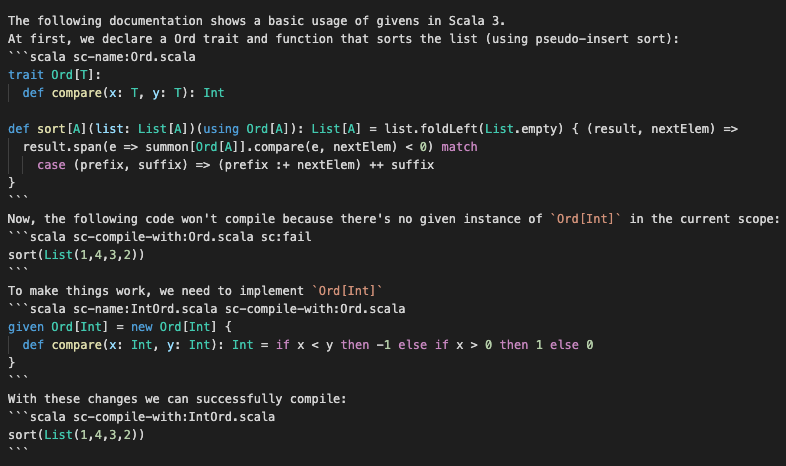 The following documentation shows a basic usage of givens in Scala 3.
At first, we declare a Ord trait and function that sorts the list (using pseudo-insert sort):
```scala sc-name:Ord.scala
trait Ord[T]:
  def compare(x: T, y: T): Int

def sort[A](list: List[A])(using Ord[A]): List[A] = list.foldLeft(List.empty) { (result, nextElem) =>
  result.span(e => summon[Ord[A]].compare(e, nextElem) < 0) match
    case (prefix, suffix) => (prefix :+ nextElem) ++ suffix
}
```
Now, the following code won't compile because there's no given instance of `Ord[Int]` in the current scope:
```scala sc-compile-with:Ord.scala sc:fail
sort(List(1,4,3,2))
```
To make things work, we need to implement `Ord[Int]`
```scala sc-name:IntOrd.scala sc-compile-with:Ord.scala
given Ord[Int] = new Ord[Int] {
  def compare(x: Int, y: Int): Int = if x < y then -1 else if x > 0 then 1 else 0
}
```
With these changes we can successfully compile:
```scala sc-compile-with:IntOrd.scala
sort(List(1,4,3,2))
```